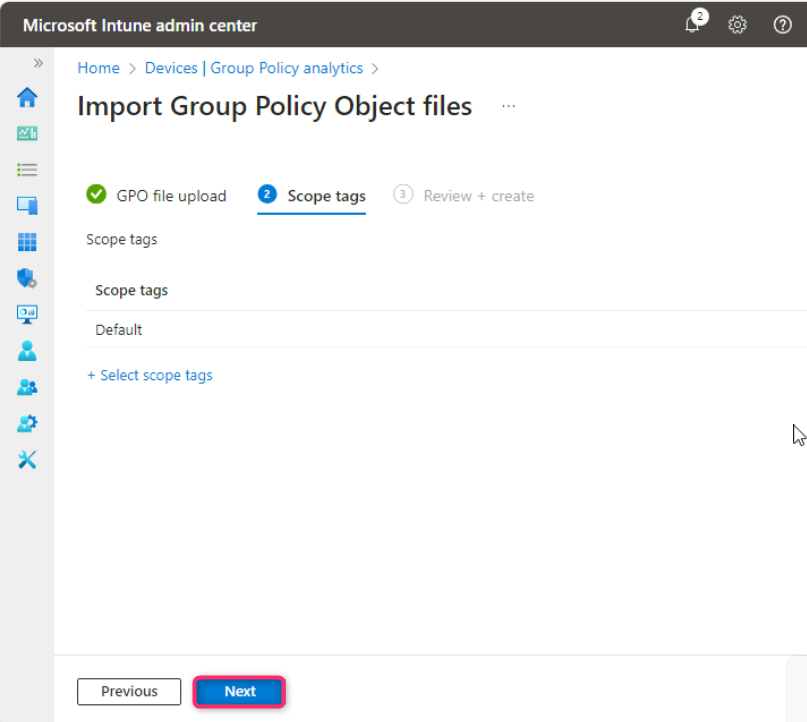 Microsoft Intune admin center
2
Home > Devices | Group Policy analytics >
Import Group Policy Object files ...
GPO file upload 2 Scope tags 3 Review + create
Scope tags
Scope tags
Default
+ Select scope tags
Previous Next